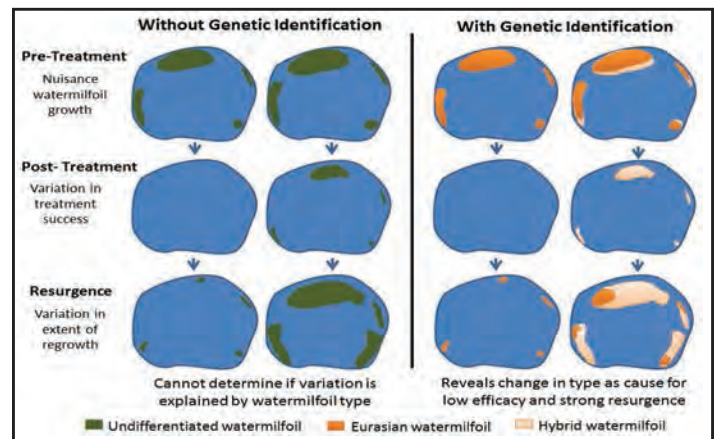 Without Genetic Identification
With Genetic Identification
Pre-Treatment
Nuisance
watermilfoil
growth
Post- Treatment
Variation in
treatment
success
Resurgence
Variation in
extent of
regrowth
Cannot determine if variation is
explained by watermilfoil type
Reveals change in type as cause for
low efficacy and strong resurgence
Undifferentiated watermilfoil
Eurasian watermilfoil
Hybrid watermilfoil